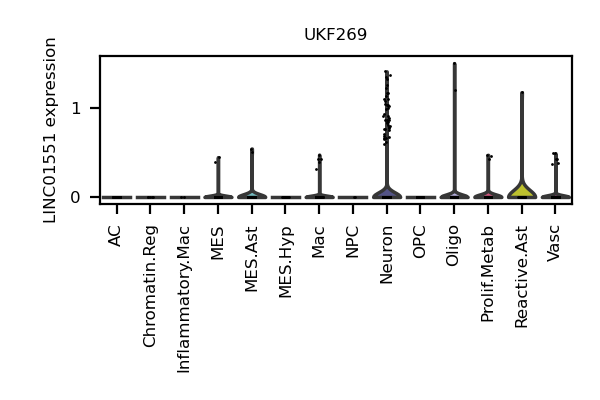 UKF269
LINC01551 expression
1
0
AC
Chromatin.Reg
Inflammatory.Mac
MES
MES.Ast
MES.Hyp
Mac
NPC
Neuron
OPC
Oligo
Prolif.Metab
Reactive.Ast
Vasc